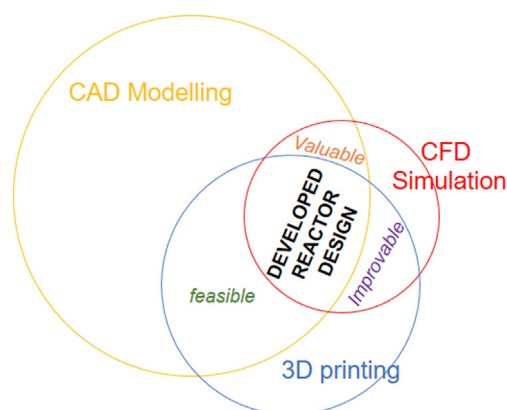 CAD Modelling
Valuable
CFD
Simulation
DEVELOPED
REACTOR
DESIGN
Improvable
feasible
3D printing